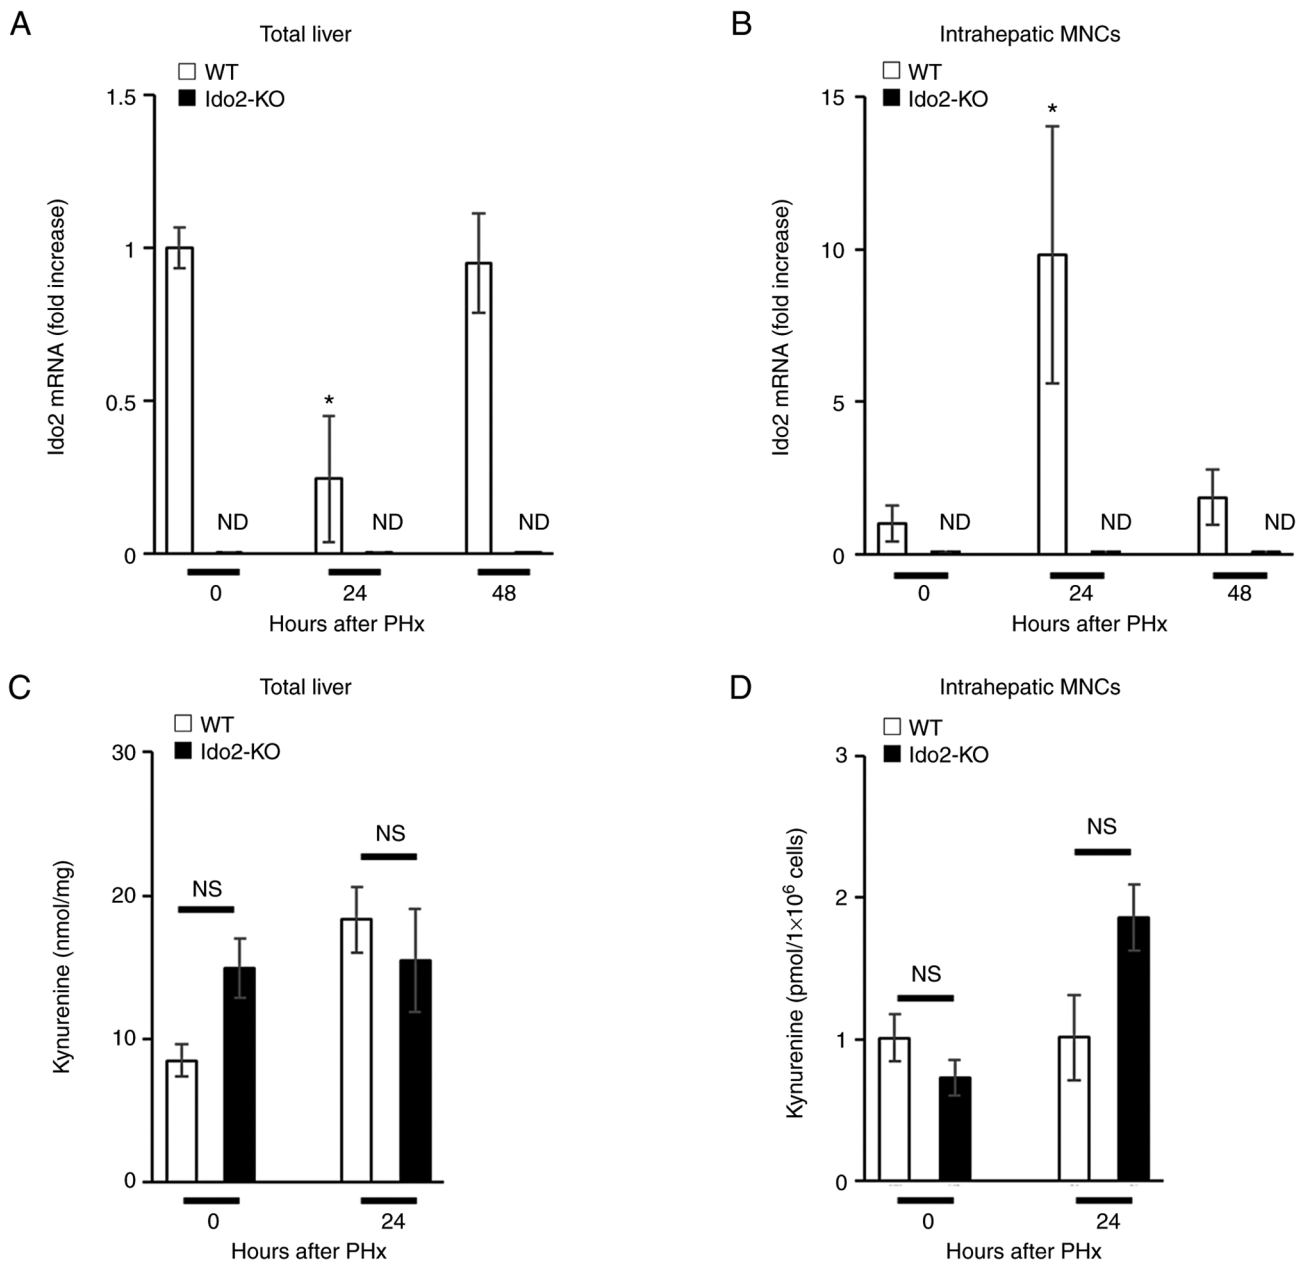 A
Total liver
WT
Ido2-KO
Ido2 mRNA (fold increase)
1.5
1
0.5
0
*
ND
ND
ND
0
24
48
Hours after PHx
B
Intrahepatic MNCs
WT
Ido2-KO
Ido2 mRNA (fold increase)
15
10
5
0
*
ND
ND
ND
0
24
48
Hours after PHx
C
Total liver
WT
Ido2-KO
Kynurenine (nmol/mg)
30
20
10
0
NS
NS
0
24
Hours after PHx
D
Intrahepatic MNCs
WT
Ido2-KO
Kynurenine (pmol/1×10⁶ cells)
3
2
1
0
NS
NS
0
24
Hours after PHx